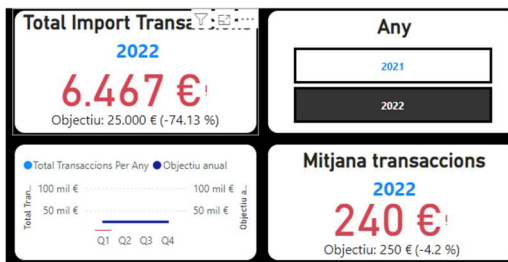 Total Import Transaccions
2022
6.467 €!
Objectiu: 25.000 € (-74.13 %)
Any
2021
2022
Total Transaccions Per Any Objectiu anual
100 mil €
50 mil €
Total Tran...
100 mil €
50 mil €
Objectiu a...
Q1 Q2 Q3 Q4
Mitjana transaccions
2022
240 €!
Objectiu: 250 € (-4.2 %)